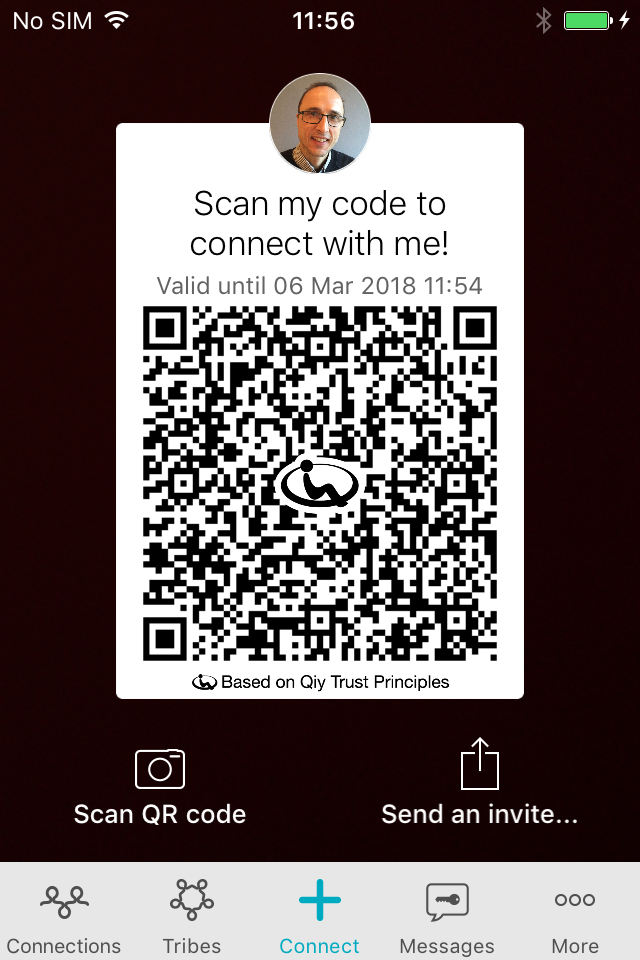 No SIM 11:56
Scan my code to
connect with me!
Valid until 06 Mar 2018 11:54
Based on Qiy Trust Principles
Scan QR code
Send an invite...
Connections Tribes Connect Messages More